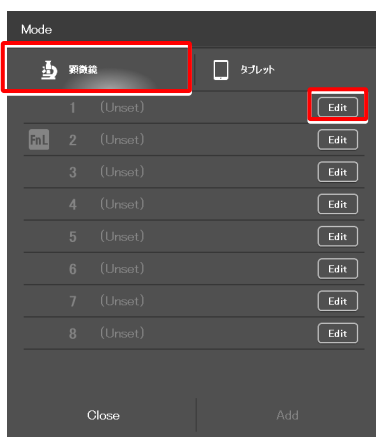 Mode
顕微鏡 タブレット
1 (Unset) Edit
FnL 2 (Unset) Edit
3 (Unset) Edit
4 (Unset) Edit
5 (Unset) Edit
6 (Unset) Edit
7 (Unset) Edit
8 (Unset) Edit
Close Add